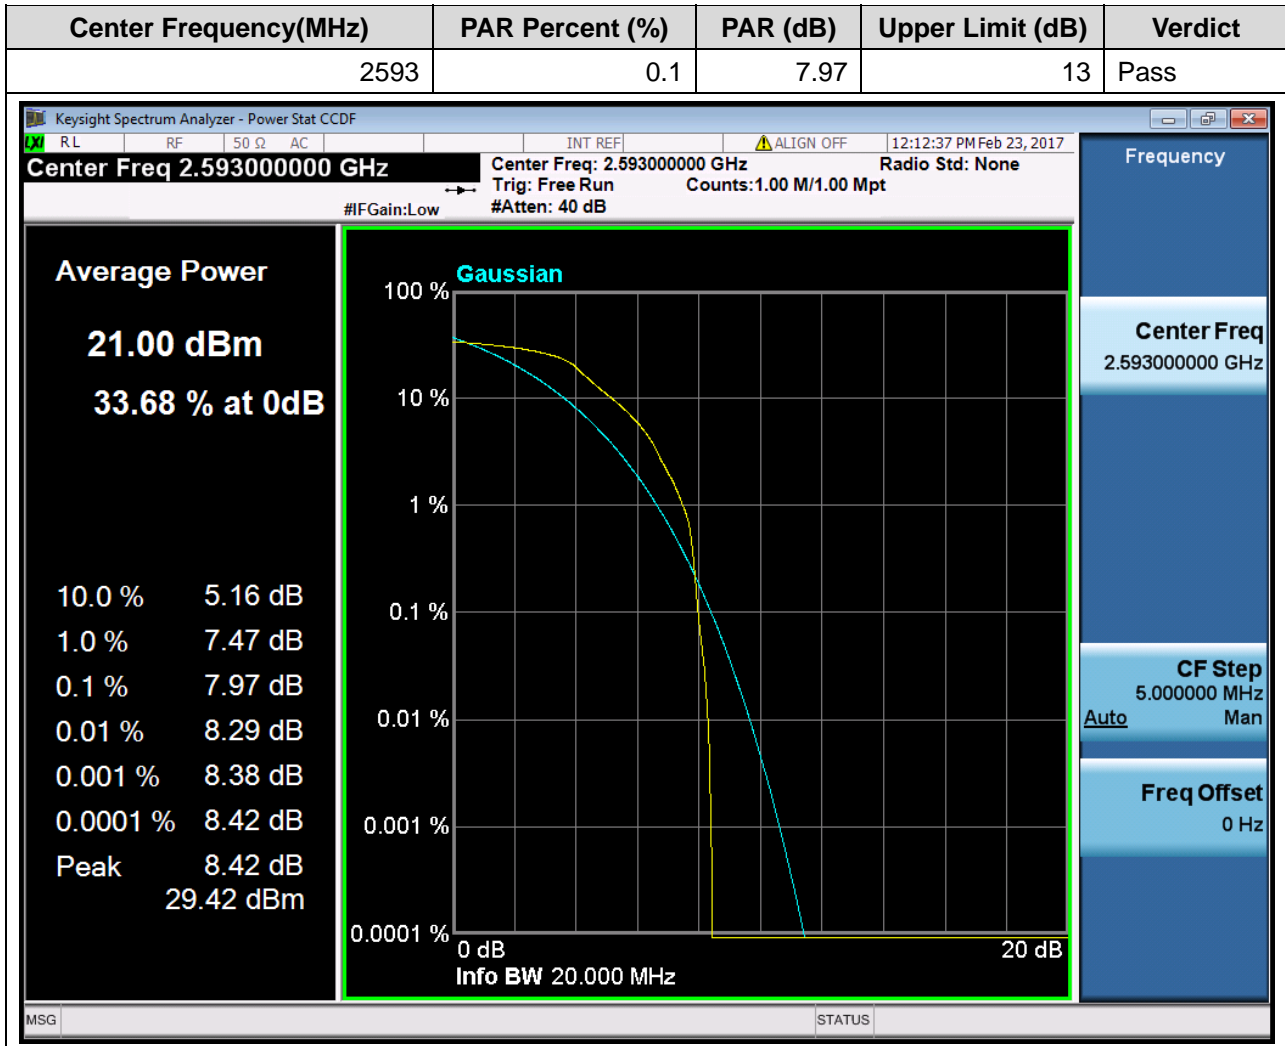 Center Frequency(MHz) PAR Percent (%) PAR (dB) Upper Limit (dB) Verdict
2593 0.1 7.97 13 Pass
Keysight Spectrum Analyzer - Power Stat CCDF
LXI RL RF 50 Ω AC INT REF ALIGN OFF 12:12:37 PM Feb 23, 2017
Center Freq 2.593000000 GHz
Center Freq: 2.593000000 GHz Radio Std: None
Trig: Free Run Counts:1.00 M/1.00 Mpt
#IFGain:Low #Atten: 40 dB
Average Power
21.00 dBm
33.68 % at 0dB
10.0 % 5.16 dB
1.0 % 7.47 dB
0.1 % 7.97 dB
0.01 % 8.29 dB
0.001 % 8.38 dB
0.0001 % 8.42 dB
Peak 8.42 dB
29.42 dBm
Gaussian
100 %
10 %
1 %
0.1 %
0.01 %
0.001 %
0.0001 %
0 dB 20 dB
Info BW 20.000 MHz
Frequency
Center Freq
2.593000000 GHz
CF Step
5.000000 MHz
Auto Man
Freq Offset
0 Hz
MSG STATUS